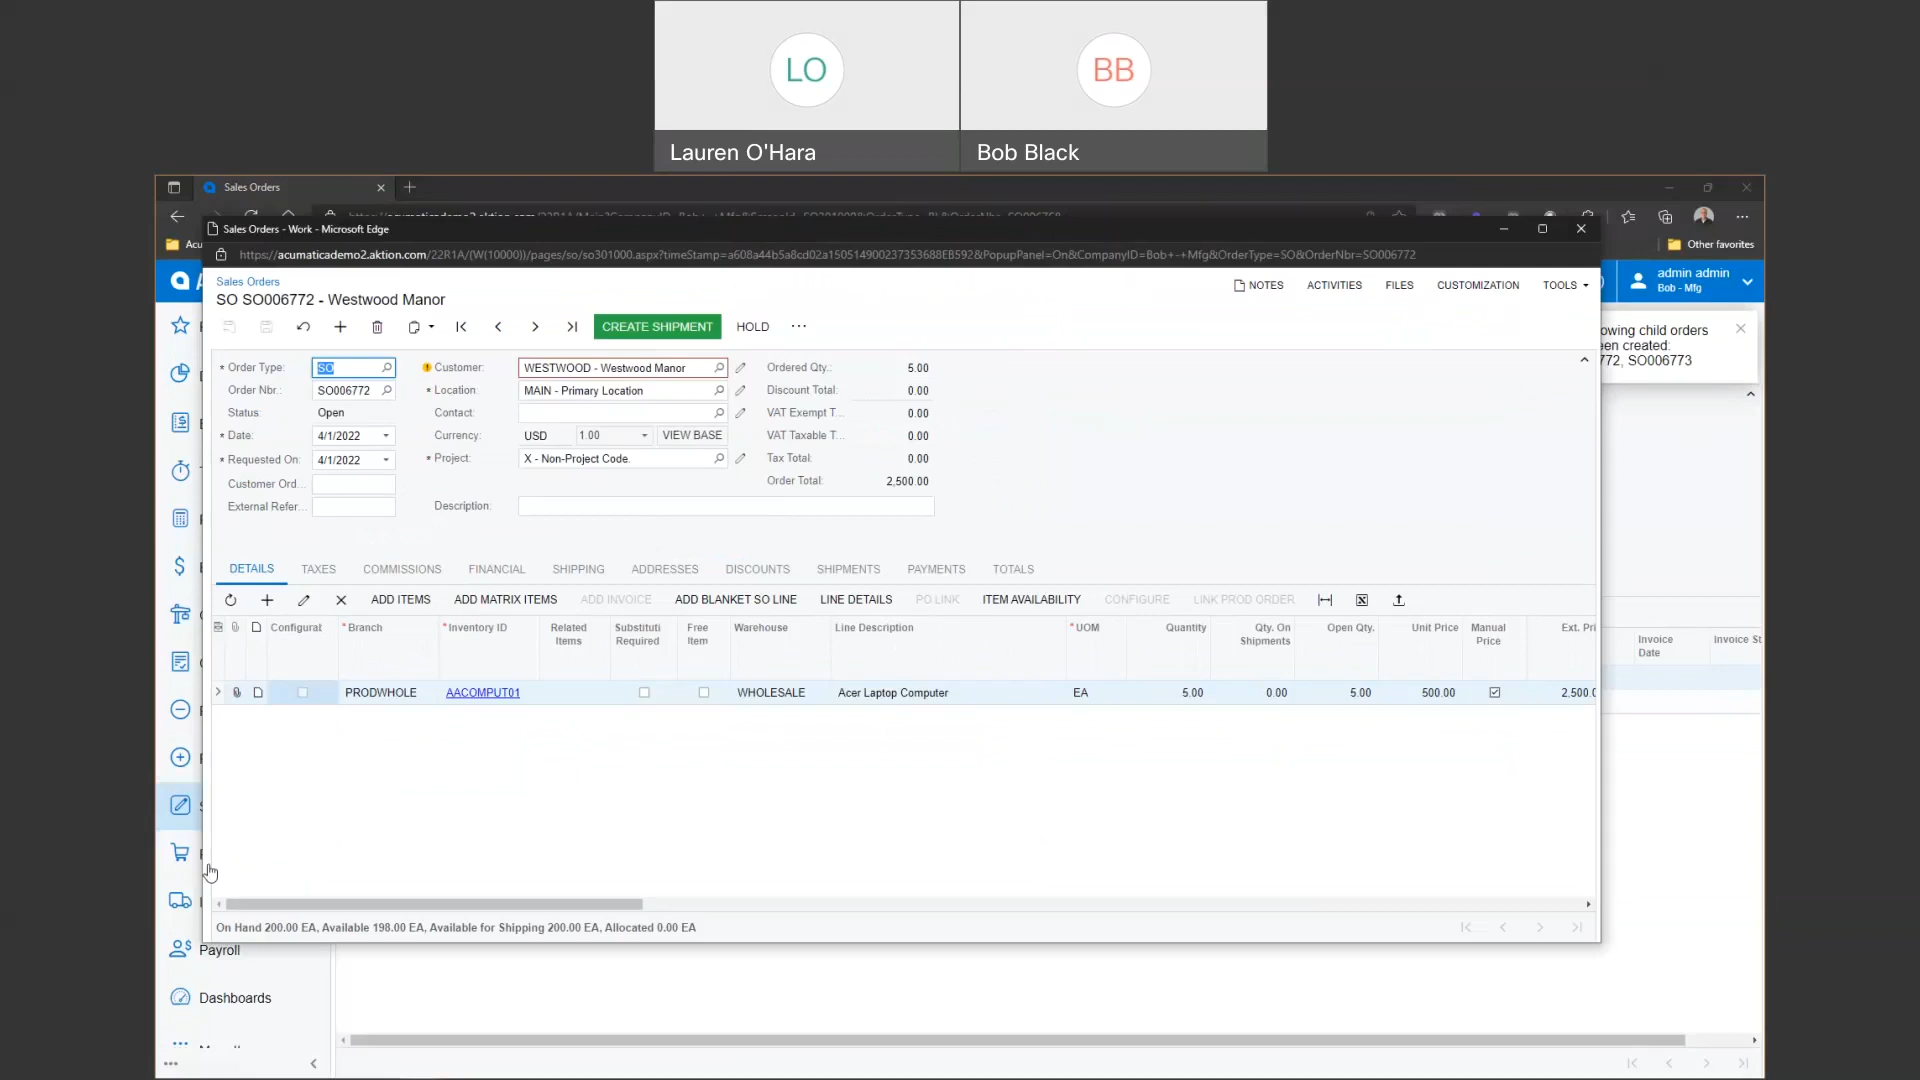 LO
BB
Lauren O'Hara
Bob Black
Sales Orders
Sales Orders - Work - Microsoft Edge
Acu
Other favorites
https://acumaticademo2.aktion.com/22R1A/(W(10000))/pages/so/so301000.aspx?timeStamp=a608a44b5a8cd02a150514900237353688EB592&PopupPanel=On&CompanyID=Bob+-+Mfg&OrderType=SO&OrderNbr=SO006772
admin admin
Bob - Mfg
Sales Orders
NOTES ACTIVITIES FILES CUSTOMIZATION TOOLS
SO SO006772 - Westwood Manor
CREATE SHIPMENT HOLD ...
owing child orders
een created:
772, SO006773
* Order Type: SO Customer: WESTWOOD - Westwood Manor Ordered Qty.: 5.00
Order Nbr.: SO006772 * Location: MAIN - Primary Location Discount Total: 0.00
Status: Open Contact: VAT Exempt T... 0.00
* Date: 4/1/2022 Currency: USD 1.00 VIEW BASE VAT Taxable T... 0.00
* Requested On: 4/1/2022 * Project: X - Non-Project Code. Tax Total: 0.00
Customer Ord... Order Total: 2,500.00
External Refer... Description:
DETAILS TAXES COMMISSIONS FINANCIAL SHIPPING ADDRESSES DISCOUNTS SHIPMENTS PAYMENTS TOTALS
ADD ITEMS ADD MATRIX ITEMS ADD INVOICE ADD BLANKET SO LINE LINE DETAILS PO LINK ITEM AVAILABILITY CONFIGURE LINK PROD ORDER
Configurat * Branch * Inventory ID Related Items Substituti Required Free Item Warehouse Line Description * UOM Quantity Qty. On Shipments Open Qty. Unit Price Manual Price Ext. Pri
Invoice Date Invoice St
PRODWHOLE AACOMPUT01 WHOLESALE Acer Laptop Computer EA 5.00 0.00 5.00 500.00 2,500.0
On Hand 200.00 EA, Available 198.00 EA, Available for Shipping 200.00 EA, Allocated 0.00 EA
Payroll
Dashboards